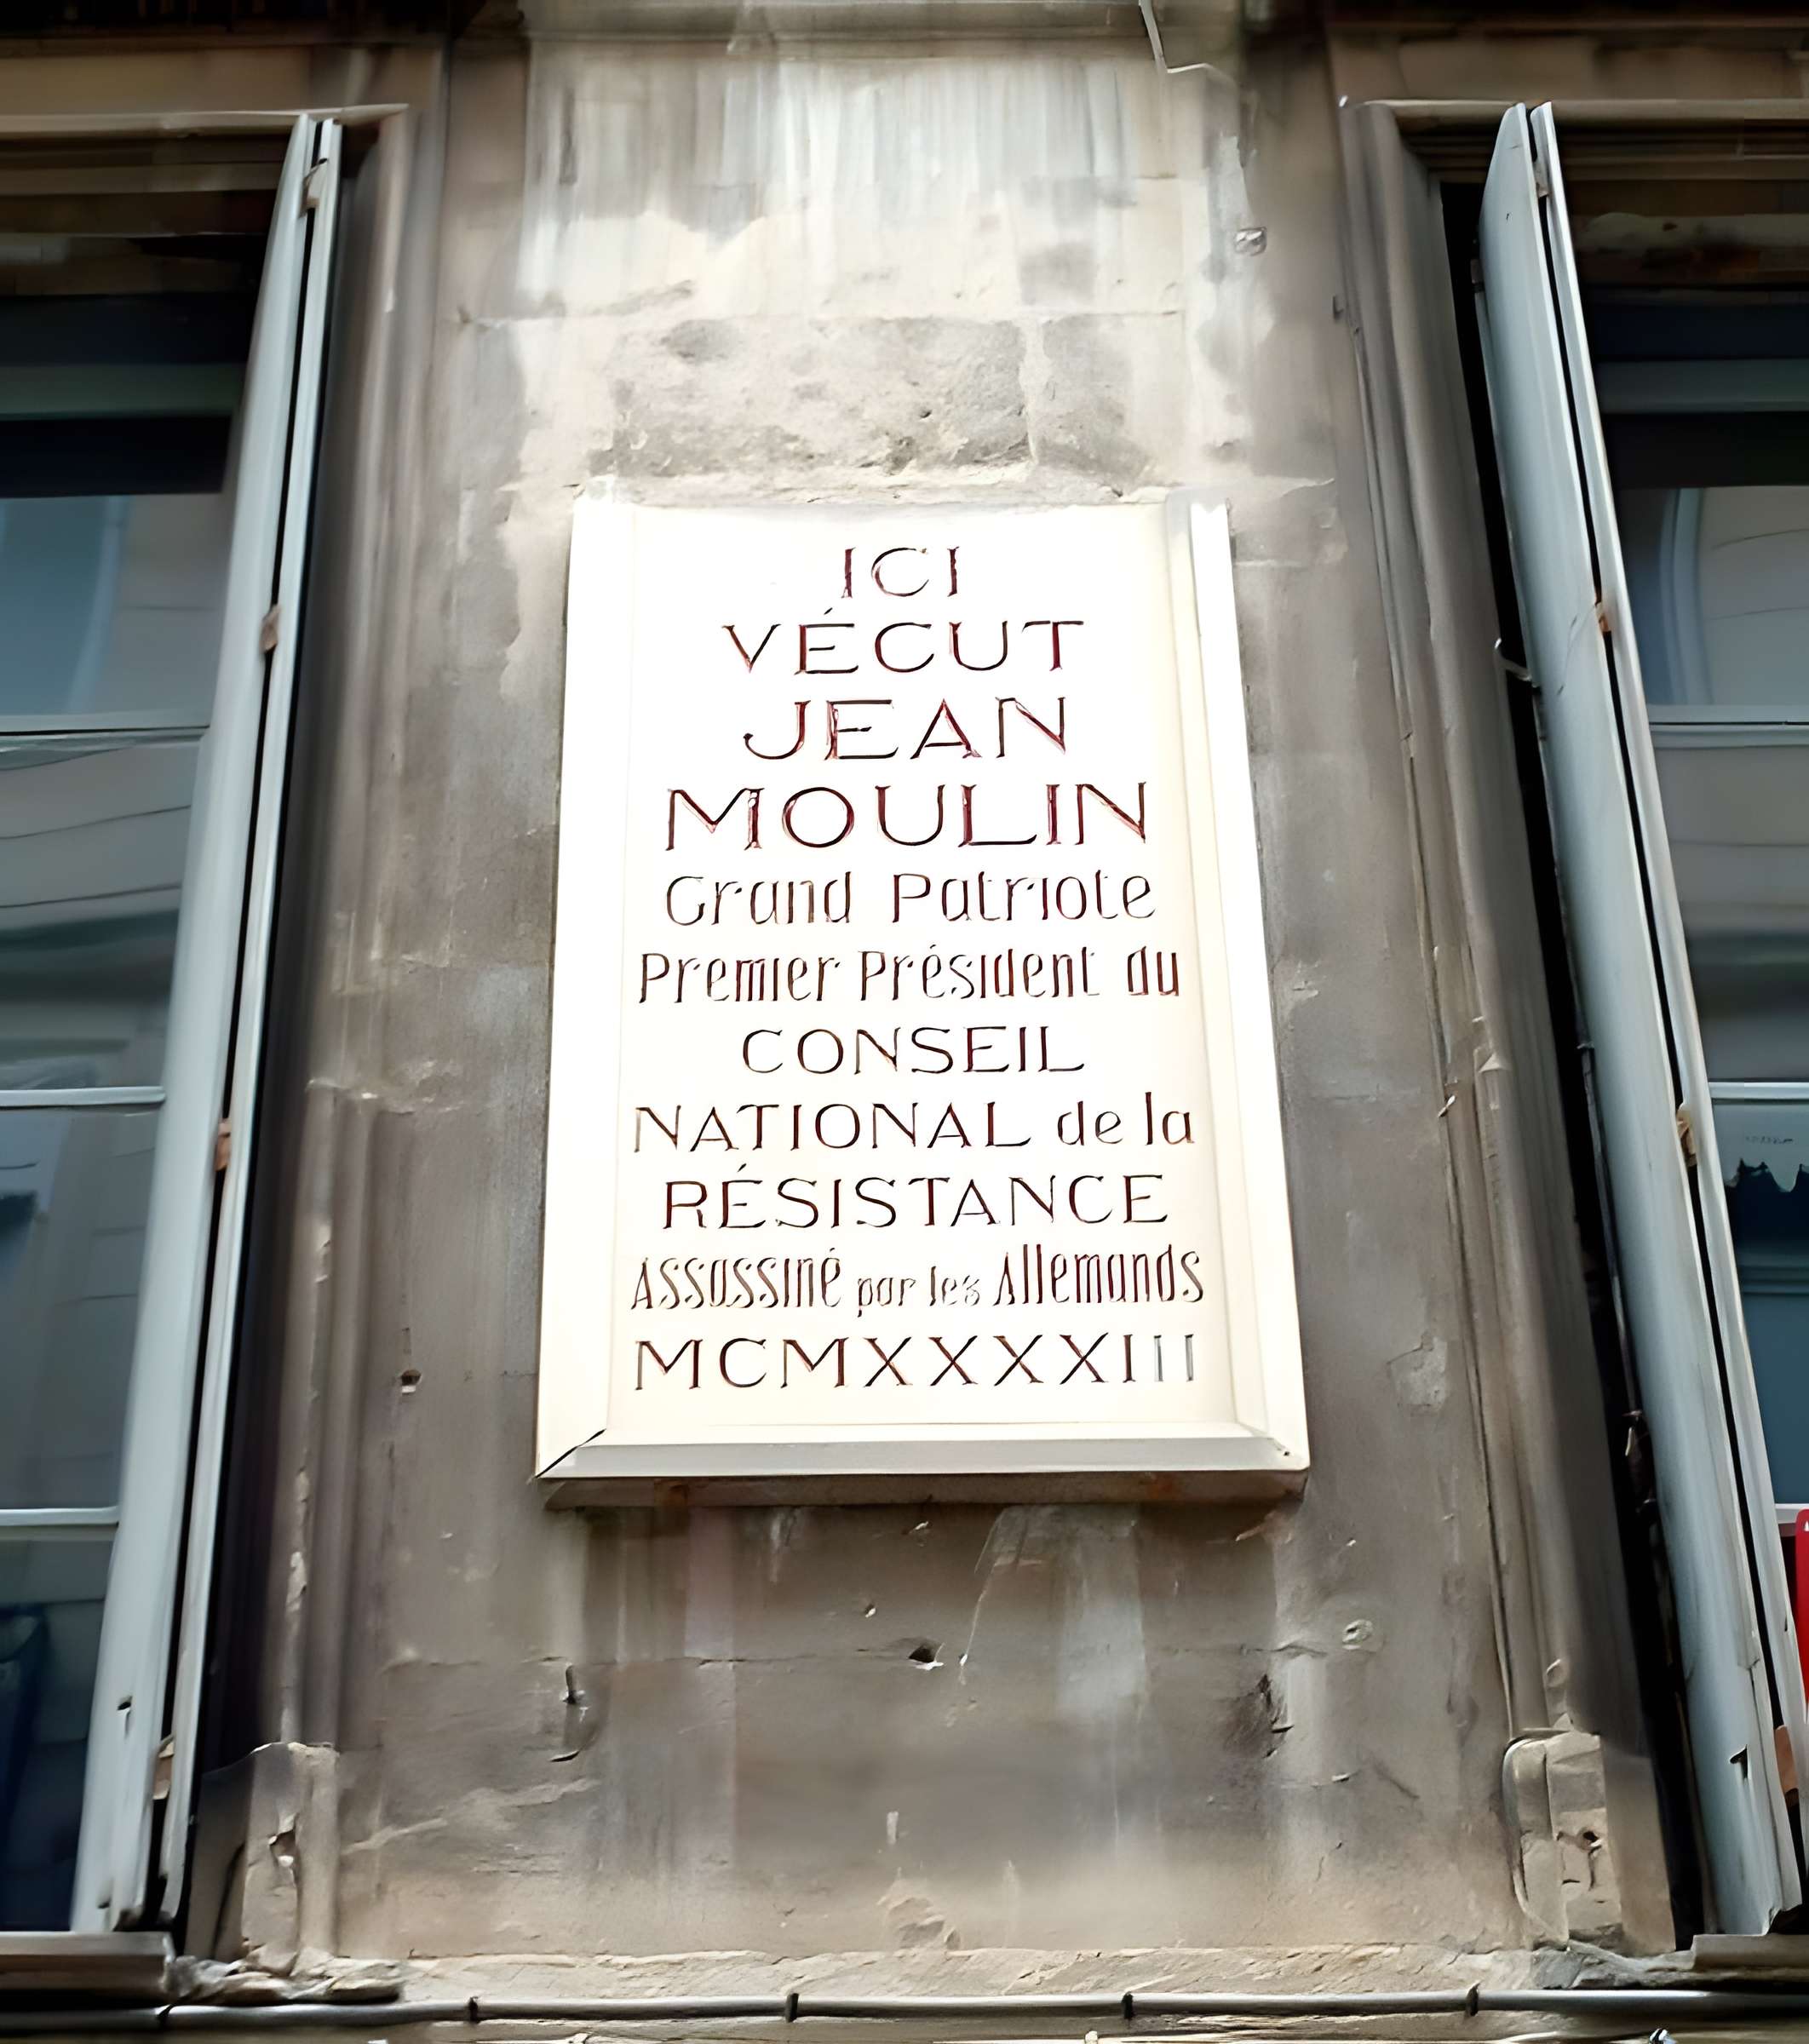 ICI
VÉCUT
JEAN
MOULIN
Grand Patriote
Premier Président du
CONSEIL
NATIONAL de la
RÉSISTANCE
Assassiné par les Allemands
MCMXXXXIII